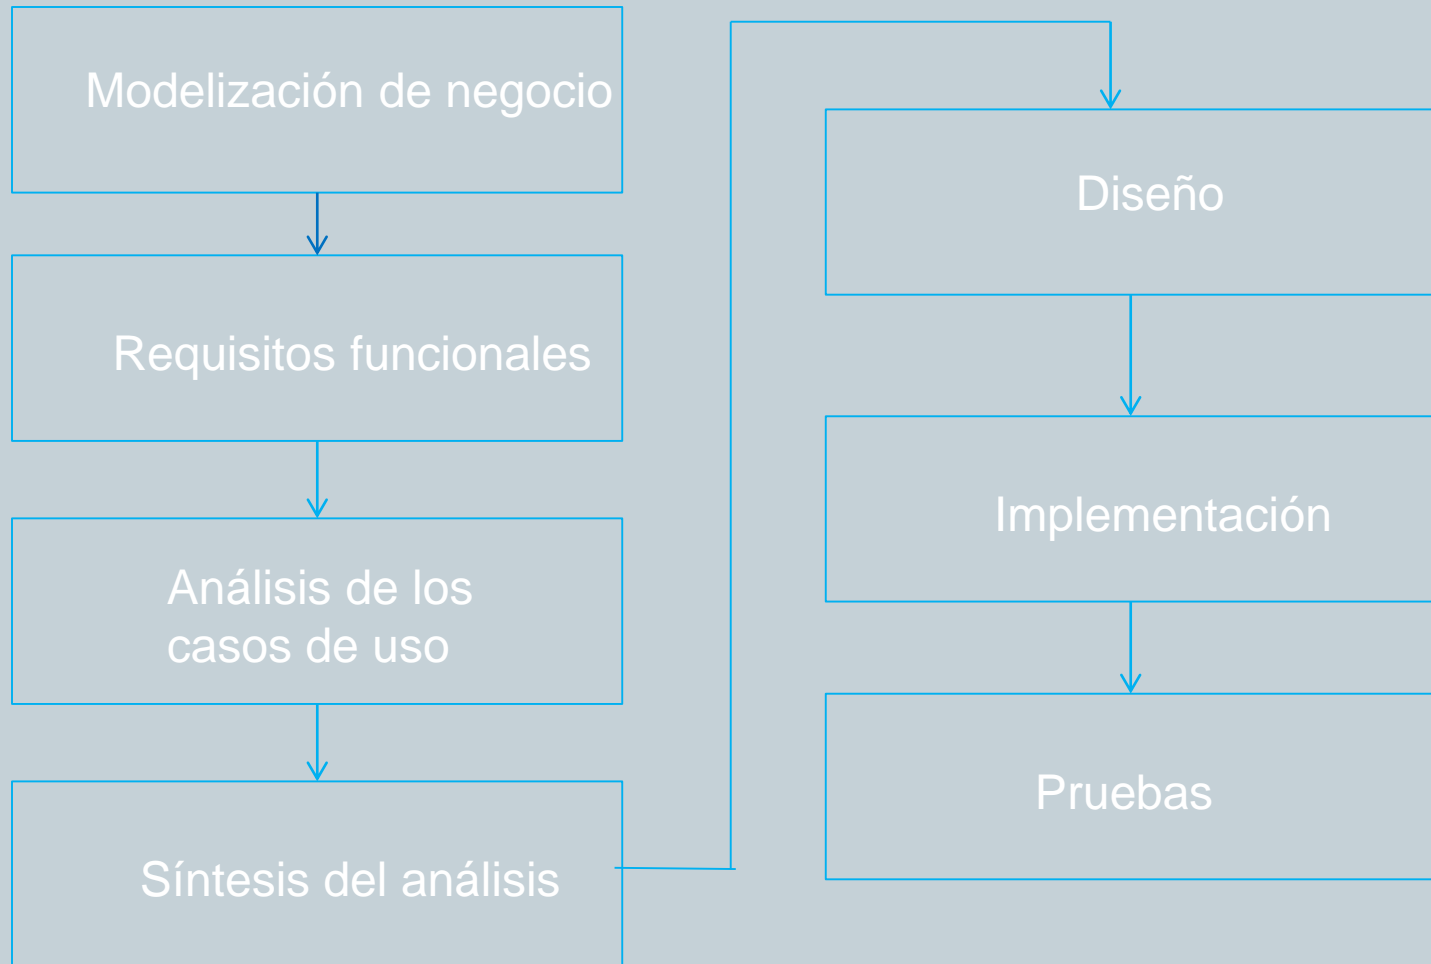 Modelización de negocio
Requisitos funcionales
Análisis de los
casos de uso
Síntesis del análisis
Diseño
Implementación
Pruebas